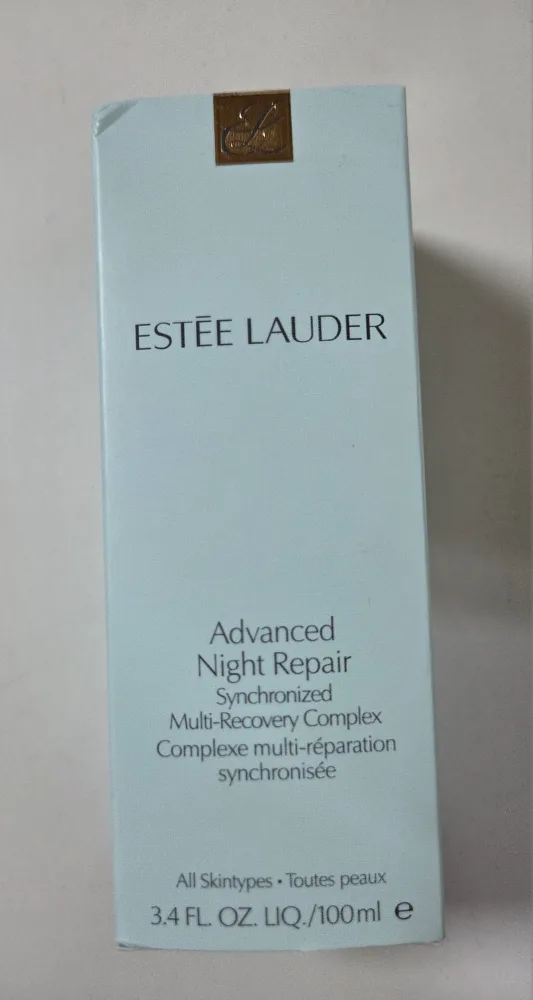 ESTĒE LAUDER
Advanced
Night Repair
Synchronized
Multi-Recovery Complex
Complexe multi-réparation
synchronisée
All Skintypes • Toutes peaux
3.4 FL. OZ. LIQ./100ml e